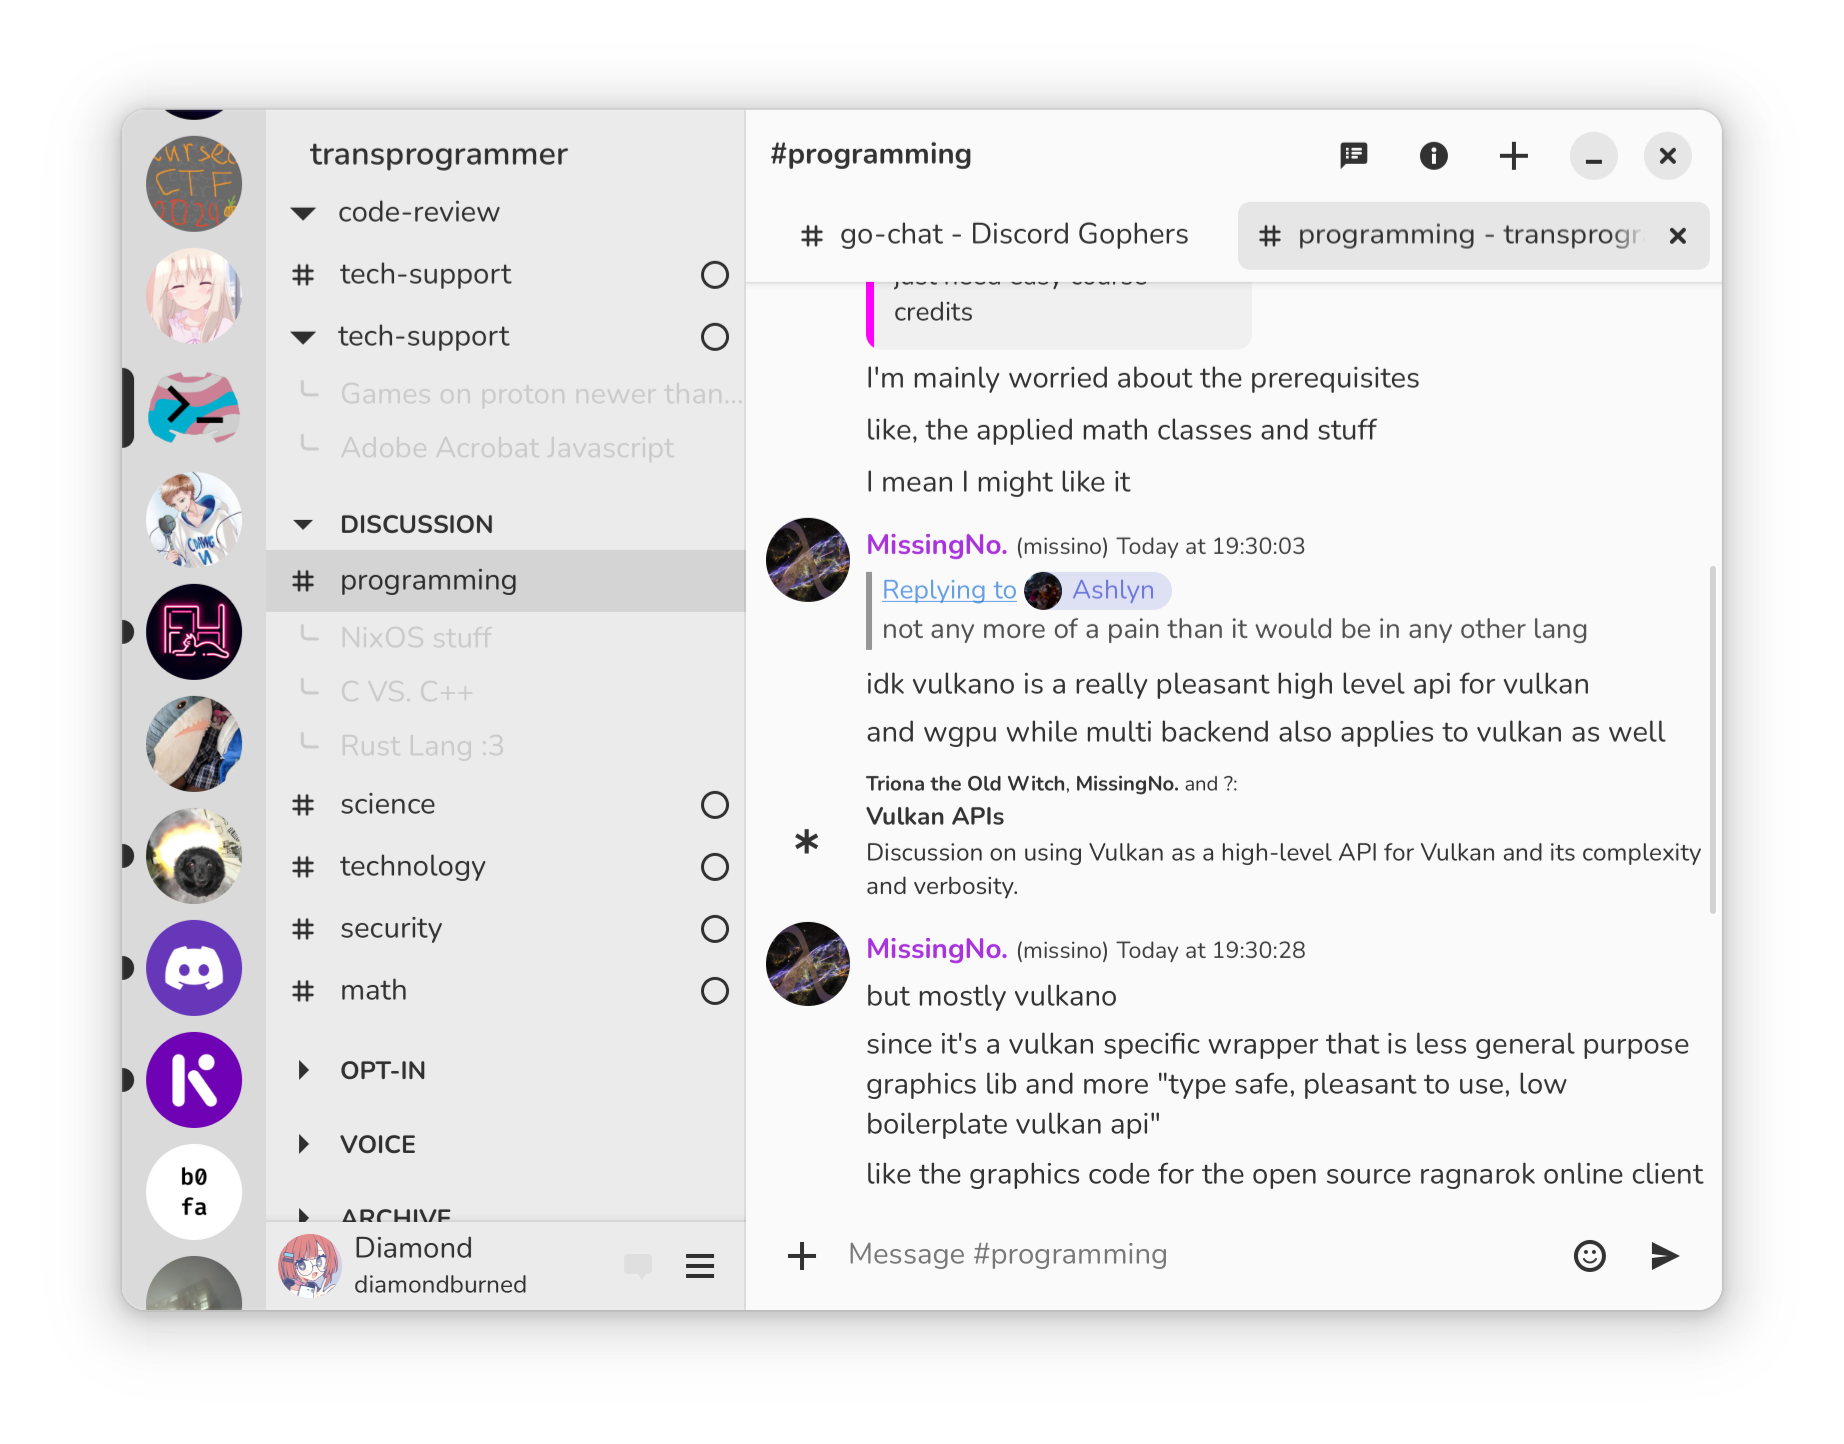 cursed
CTF
2024
>_
CDAWG
VA
b0
fa
transprogrammer
code-review
tech-support
tech-support
Games on proton newer than...
Adobe Acrobat Javascript
DISCUSSION
programming
NixOS stuff
C VS. C++
Rust Lang :3
science
technology
security
math
OPT-IN
VOICE
ARCHIVE
Diamond
diamondburned
#programming
go-chat - Discord Gophers
programming - transprogr
just need easy course
credits
I'm mainly worried about the prerequisites
like, the applied math classes and stuff
I mean I might like it
MissingNo. (missino) Today at 19:30:03
Replying to Ashlyn
not any more of a pain than it would be in any other lang
idk vulkano is a really pleasant high level api for vulkan
and wgpu while multi backend also applies to vulkan as well
Triona the Old Witch, MissingNo. and ?:
Vulkan APIs
Discussion on using Vulkan as a high-level API for Vulkan and its complexity
and verbosity.
MissingNo. (missino) Today at 19:30:28
but mostly vulkano
since it's a vulkan specific wrapper that is less general purpose
graphics lib and more "type safe, pleasant to use, low
boilerplate vulkan api"
like the graphics code for the open source ragnarok online client
Message #programming